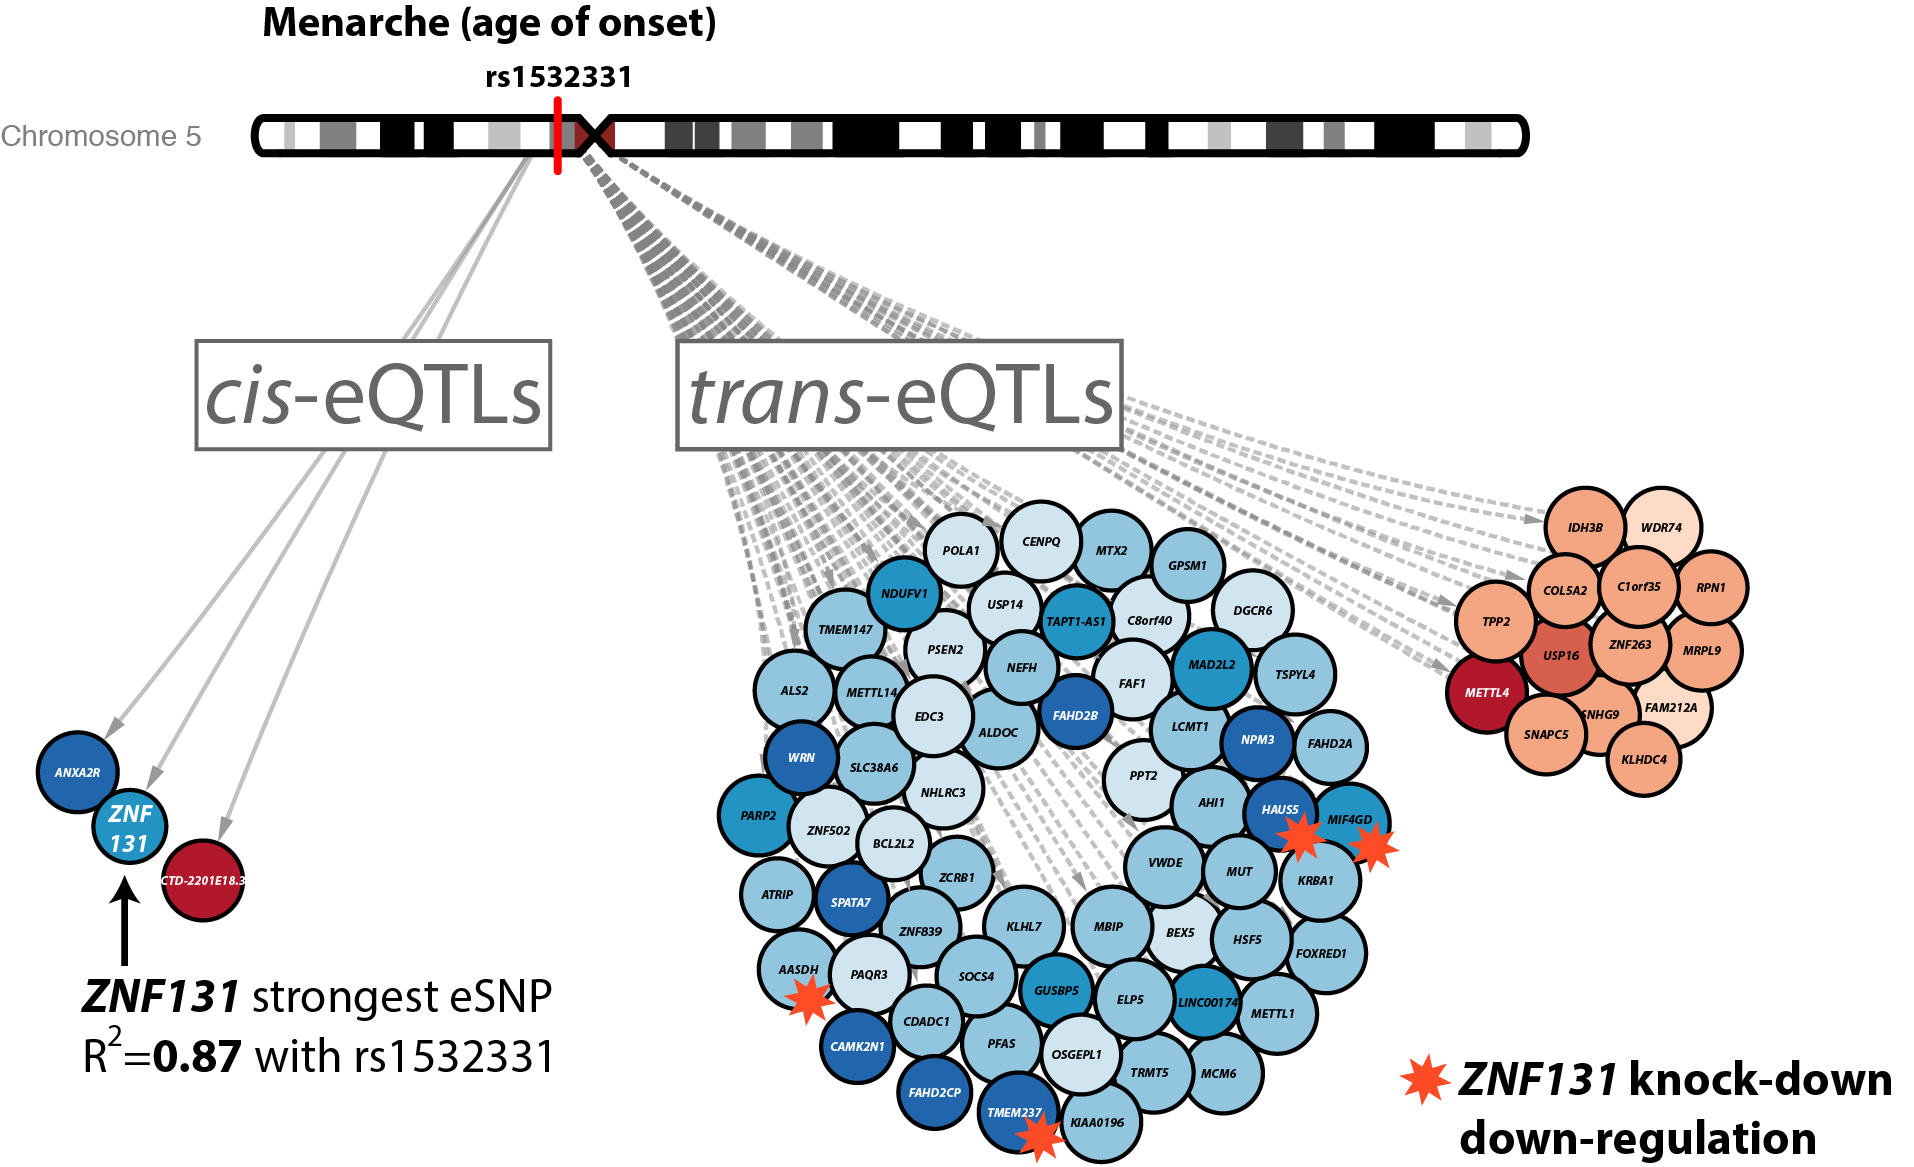 Menarche (age of onset)
rs1532331
Chromosome 5
cis-eQTLs
trans-eQTLs
ANXA2R
ZNF
131
CTD-2201E18.3
ZNF131 strongest eSNP
R2=0.87 with rs1532331
POLA1
CENPQ
MTX2
GPSM1
NDUFV1
USP14
TAPT1-AS1
C8orf40
DGCR6
TMEM147
PSEN2
NEFH
FAF1
MAD2L2
TSPYL4
ALS2
METTL14
EDC3
ALDOC
FAHD2B
LCMT1
NPM3
FAHD2A
WRN
SLC38A6
NHLRC3
PPT2
AHI1
HAUS5
MIF4GD
PARP2
ZNF502
BCL2L2
ZCRB1
VWDE
MUT
KRBA1
ATRIP
SPATA7
ZNF839
KLHL7
MBIP
BEX5
HSF5
FOXRED1
AASDH
PAQR3
SOCS4
GUSBP5
ELP5
LINC00174
METTL1
CAMK2N1
CDADC1
PFAS
OSGEPL1
TRMT5
MCM6
FAHD2CP
TMEM237
KIAA0196
IDH3B
WDR74
COL5A2
C1orf35
RPN1
TPP2
USP16
ZNF263
MRPL9
METTL4
SNHG9
FAM212A
SNAPC5
KLHDC4
ZNF131 knock-down
down-regulation